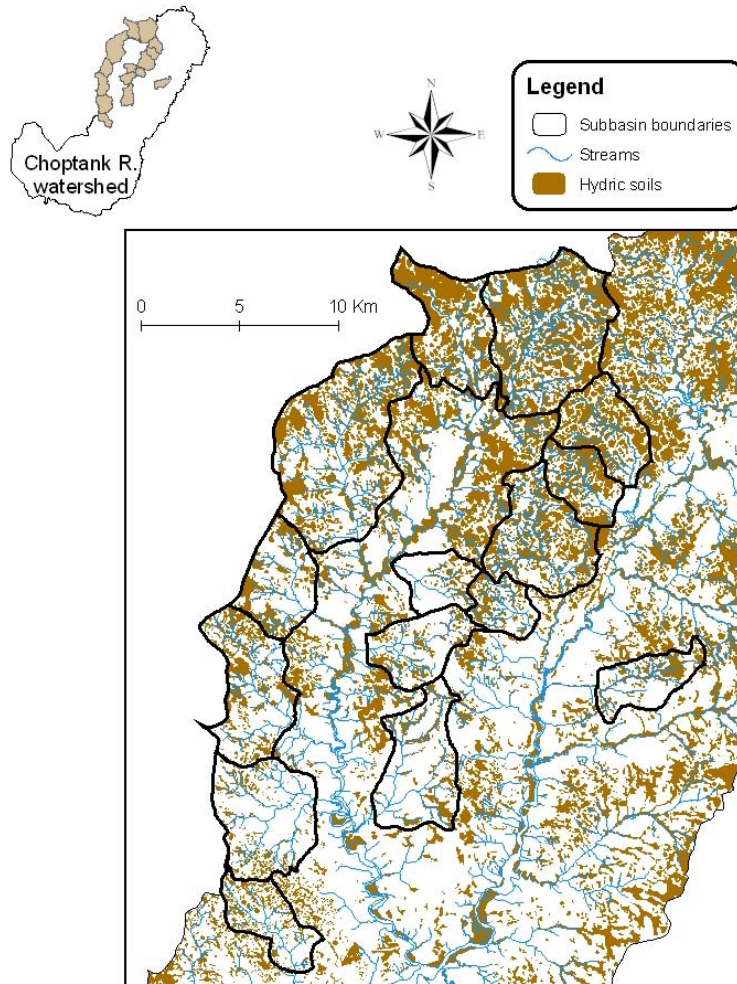 Choptank R.
watershed
N
W
E
S
Legend
Subbasin boundaries
Streams
Hydric soils
0 5 10 Km